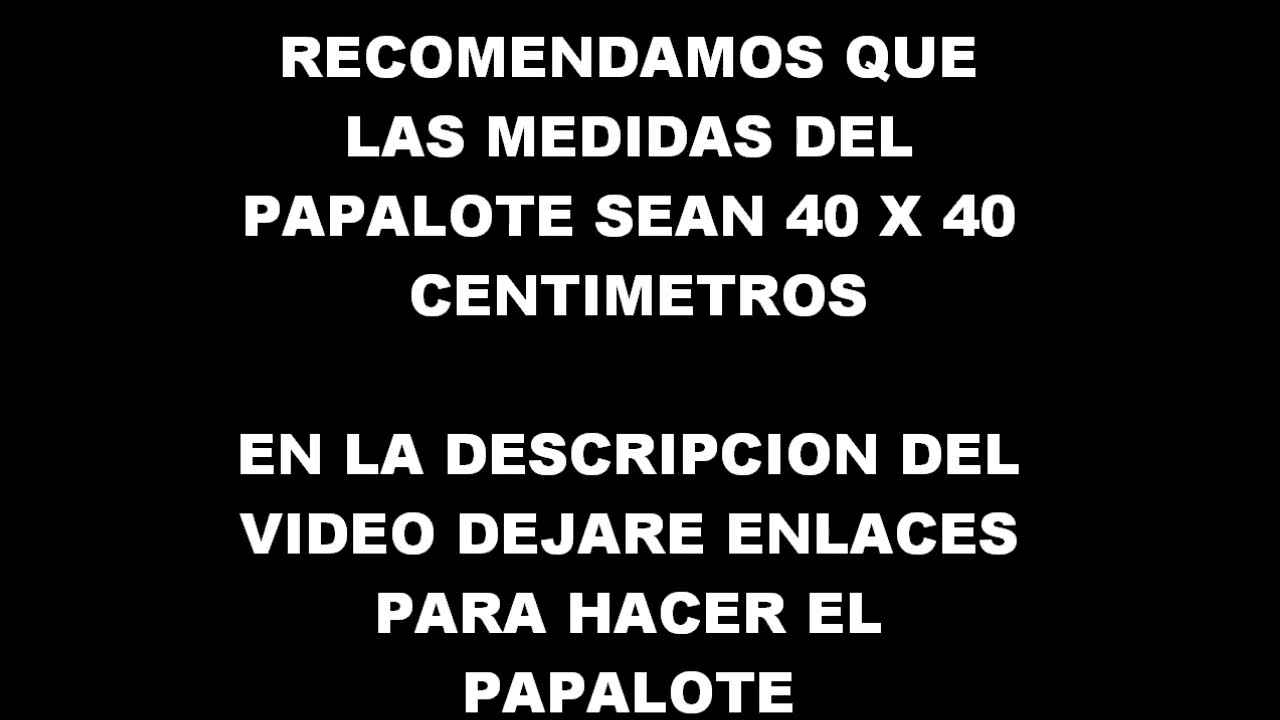 RECOMENDAMOS QUE
LAS MEDIDAS DEL
PAPALOTE SEAN 40 X 40
CENTIMETROS
EN LA DESCRIPCION DEL
VIDEO DEJARE ENLACES
PARA HACER EL
PAPALOTE